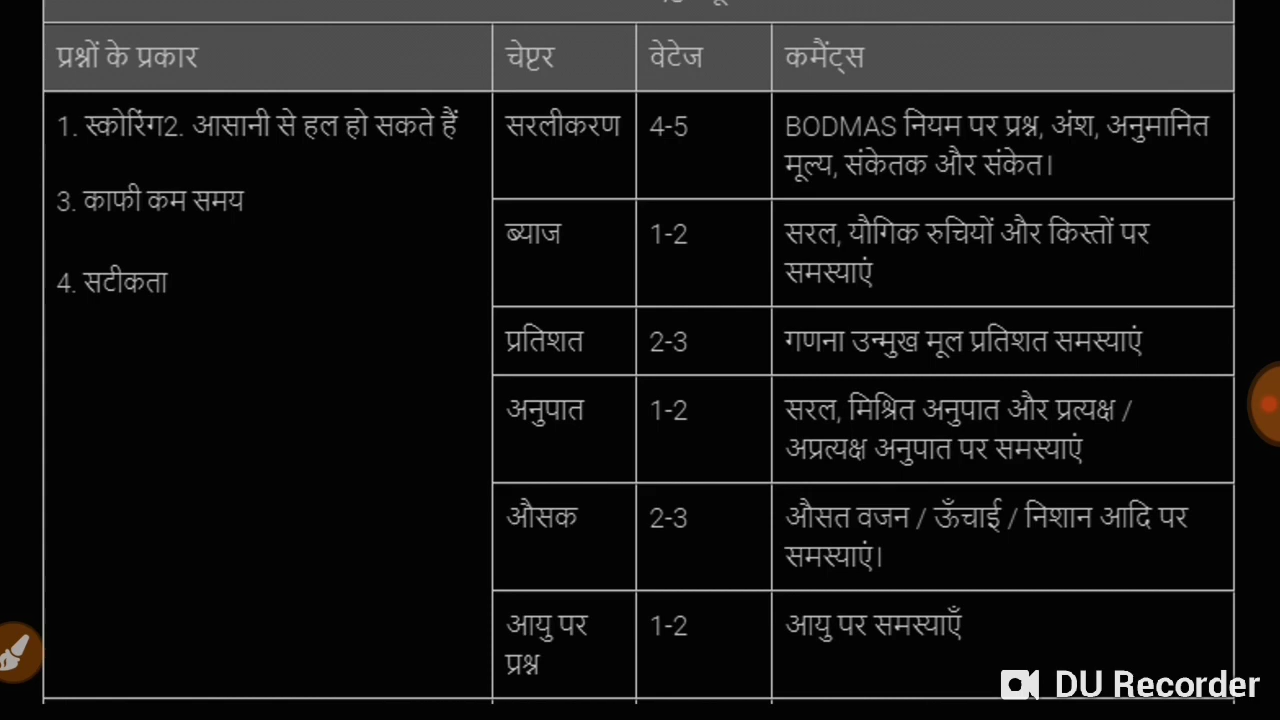 प्रश्नों के प्रकार
चेप्टर
वेटेज
कमैंट्स
1. स्कोरिंग2. आसानी से हल हो सकते हैं
3. काफी कम समय
4. सटीकता
सरलीकरण
4-5
BODMAS नियम पर प्रश्न, अंश, अनुमानित
मूल्य, संकेतक और संकेत।
ब्याज
1-2
सरल, यौगिक रुचियों और किस्तों पर
समस्याएं
प्रतिशत
2-3
गणना उन्मुख मूल प्रतिशत समस्याएं
अनुपात
1-2
सरल, मिश्रित अनुपात और प्रत्यक्ष /
अप्रत्यक्ष अनुपात पर समस्याएं
औसक
2-3
औसत वजन / ऊँचाई / निशान आदि पर
समस्याएं।
आयु पर
प्रश्न
1-2
आयु पर समस्याएँ
DU Recorder